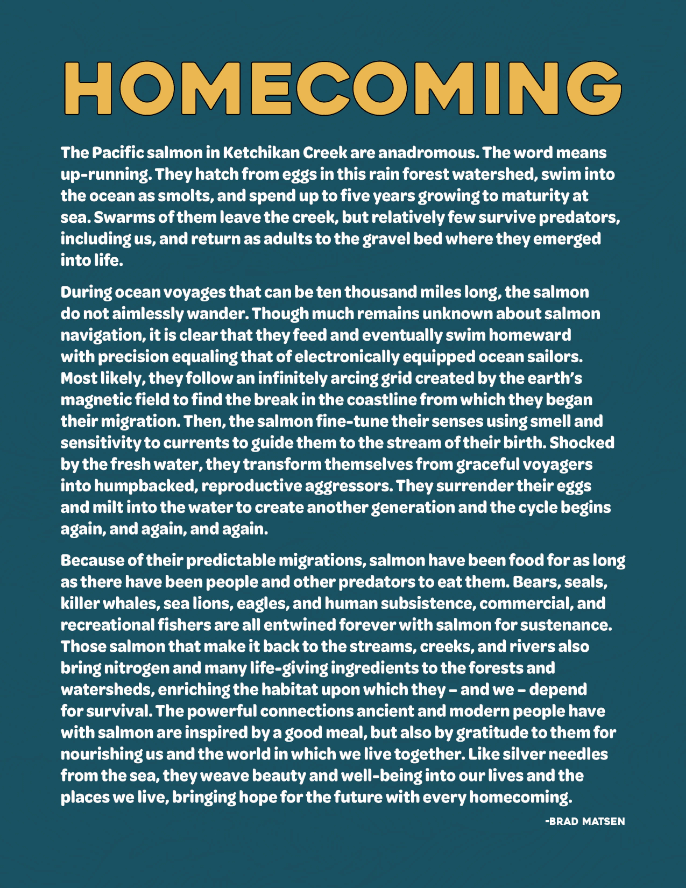 HOMECOMING
The Pacific salmon in Ketchikan Creek are anadromous. The word means
up-running. They hatch from eggs in this rain forest watershed, swim into
the ocean as smolts, and spend up to five years growing to maturity at
sea. Swarms of them leave the creek, but relatively few survive predators,
including us, and return as adults to the gravel bed where they emerged
into life.
During ocean voyages that can be ten thousand miles long, the salmon
do not aimlessly wander. Though much remains unknown about salmon
navigation, it is clear that they feed and eventually swim homeward
with precision equaling that of electronically equipped ocean sailors.
Most likely, they follow an infinitely arcing grid created by the earth's
magnetic field to find the break in the coastline from which they began
their migration. Then, the salmon fine-tune their senses using smell and
sensitivity to currents to guide them to the stream of their birth. Shocked
by the fresh water, they transform themselves from graceful voyagers
into humpbacked, reproductive aggressors. They surrender their eggs
and milt into the water to create another generation and the cycle begins
again, and again, and again.
Because of their predictable migrations, salmon have been food for as long
as there have been people and other predators to eat them. Bears, seals,
killer whales, sea lions, eagles, and human subsistence, commercial, and
recreational fishers are all entwined forever with salmon for sustenance.
Those salmon that make it back to the streams, creeks, and rivers also
bring nitrogen and many life-giving ingredients to the forests and
watersheds, enriching the habitat upon which they – and we – depend
for survival. The powerful connections ancient and modern people have
with salmon are inspired by a good meal, but also by gratitude to them for
nourishing us and the world in which we live together. Like silver needles
from the sea, they weave beauty and well-being into our lives and the
places we live, bringing hope for the future with every homecoming.
-BRAD MATSEN